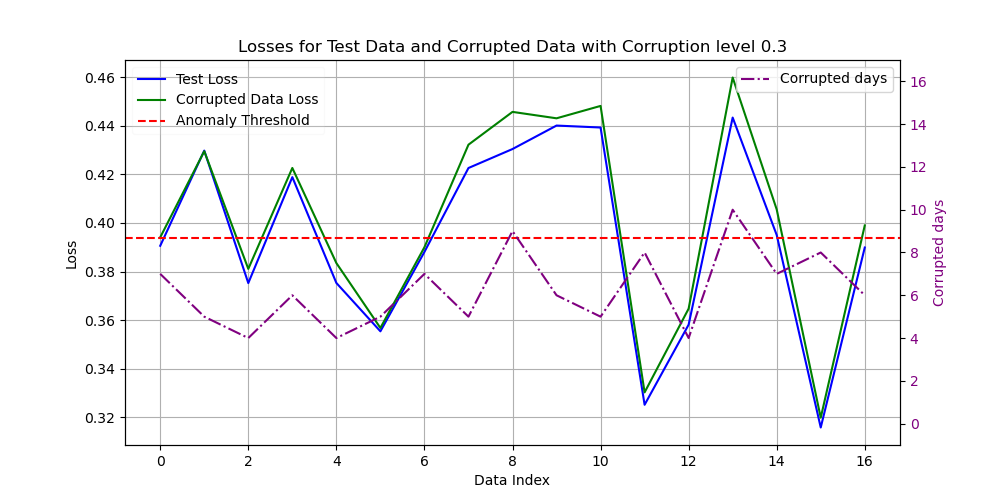 Losses for Test Data and Corrupted Data with Corruption level 0.3
Test Loss
Corrupted Data Loss
Anomaly Threshold
Corrupted days
0.46
0.44
0.42
0.40
0.38
0.36
0.34
0.32
Loss
16
14
12
10
8
6
4
2
0
Corrupted days
0 2 4 6 8 10 12 14 16
Data Index